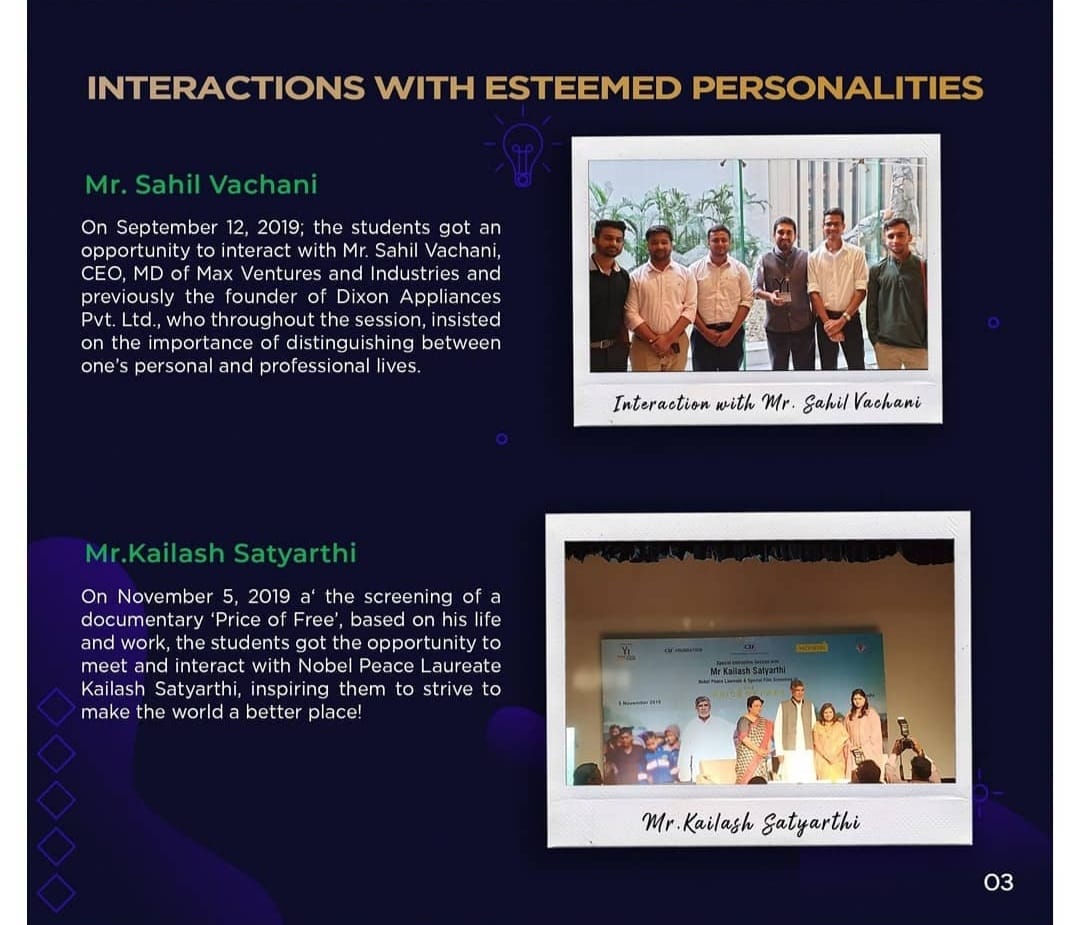 INTERACTIONS WITH ESTEEMED PERSONALITIES
Mr. Sahil Vachani
On September 12, 2019; the students got an
opportunity to interact with Mr. Sahil Vachani,
CEO, MD of Max Ventures and Industries and
previously the founder of Dixon Appliances
Pvt. Ltd., who throughout the session, insisted
on the importance of distinguishing between
one's personal and professional lives.
Interaction with Mr. Sahil Vachani
Mr.Kailash Satyarthi
On November 5, 2019 a‘ the screening of a
documentary ‘Price of Free’, based on his life
and work, the students got the opportunity to
meet and interact with Nobel Peace Laureate
Kailash Satyarthi, inspiring them to strive to
make the world a better place!
Yi
CII FOUNDATION
CII
Special Interactive Session with
Mr Kailash Satyarthi
Nobel Peace Laureate & Special Film Screening
5 November 2019
Mr.Kailash Satyarthi
03